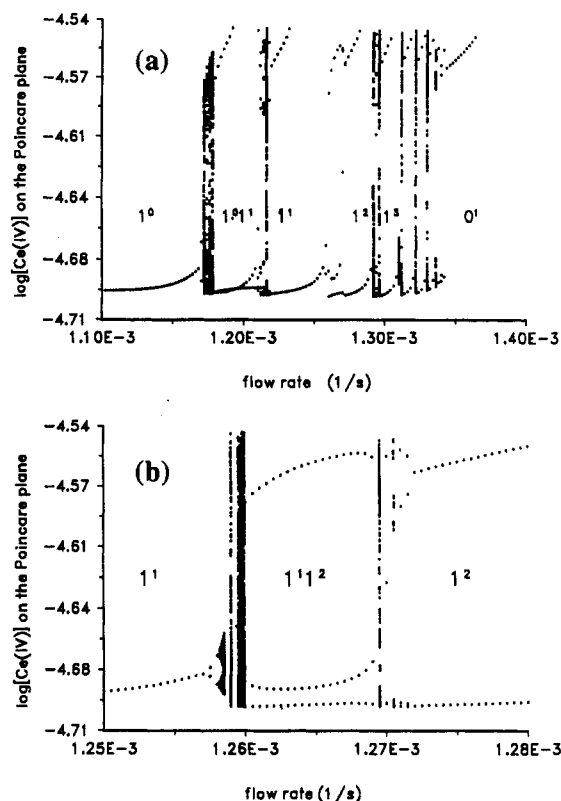 (a)
log[Ce(IV)] on the Poincare plane
-4.54
-4.57
-4.61
-4.64
-4.68
-4.71
1⁰
1⁰1¹
1¹
1²
1³
0¹
1.10E-3
1.20E-3
1.30E-3
1.40E-3
flow rate (1/s)
(b)
log[Ce(IV)] on the Poincare plane
-4.54
-4.57
-4.61
-4.64
-4.68
-4.71
1¹
1¹1²
1²
1.25E-3
1.26E-3
1.27E-3
1.28E-3
flow rate (1/s)